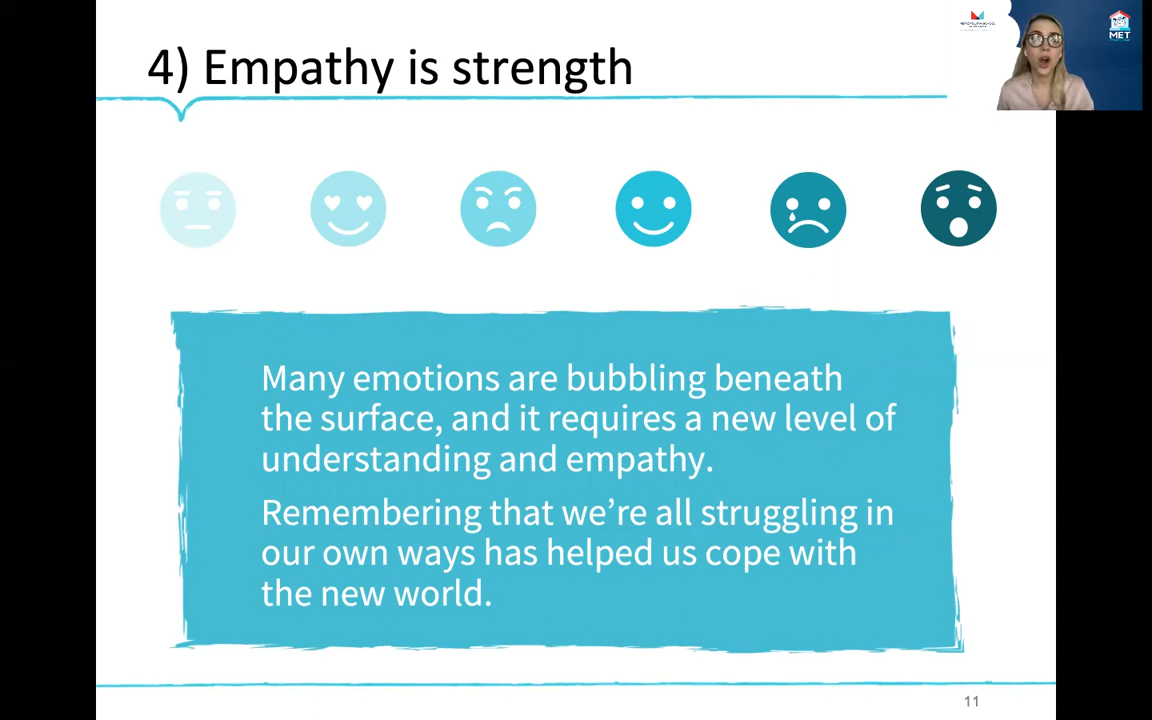 4) Empathy is strength
MET
Many emotions are bubbling beneath
the surface, and it requires a new level of
understanding and empathy.
Remembering that we’re all struggling in
our own ways has helped us cope with
the new world.
11